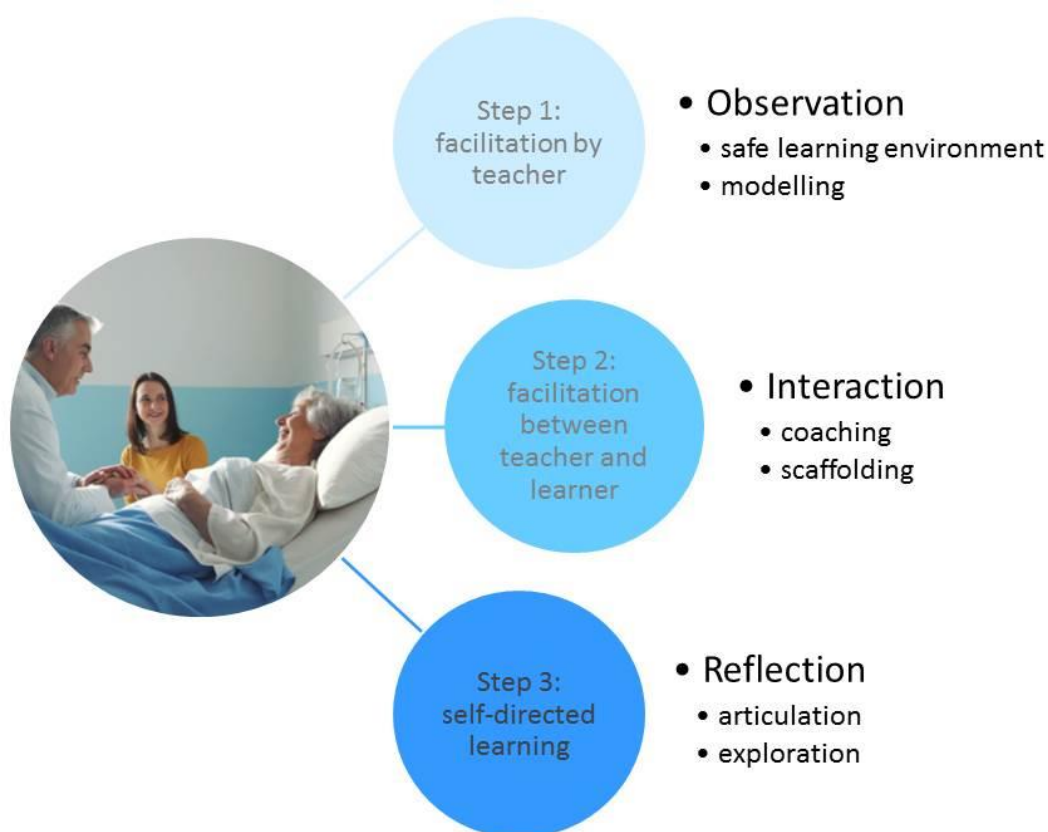 Step 1:
facilitation by
teacher
• Observation
• safe learning environment
• modelling
Step 2:
facilitation
between
teacher and
learner
• Interaction
• coaching
• scaffolding
Step 3:
self-directed
learning
• Reflection
• articulation
• exploration